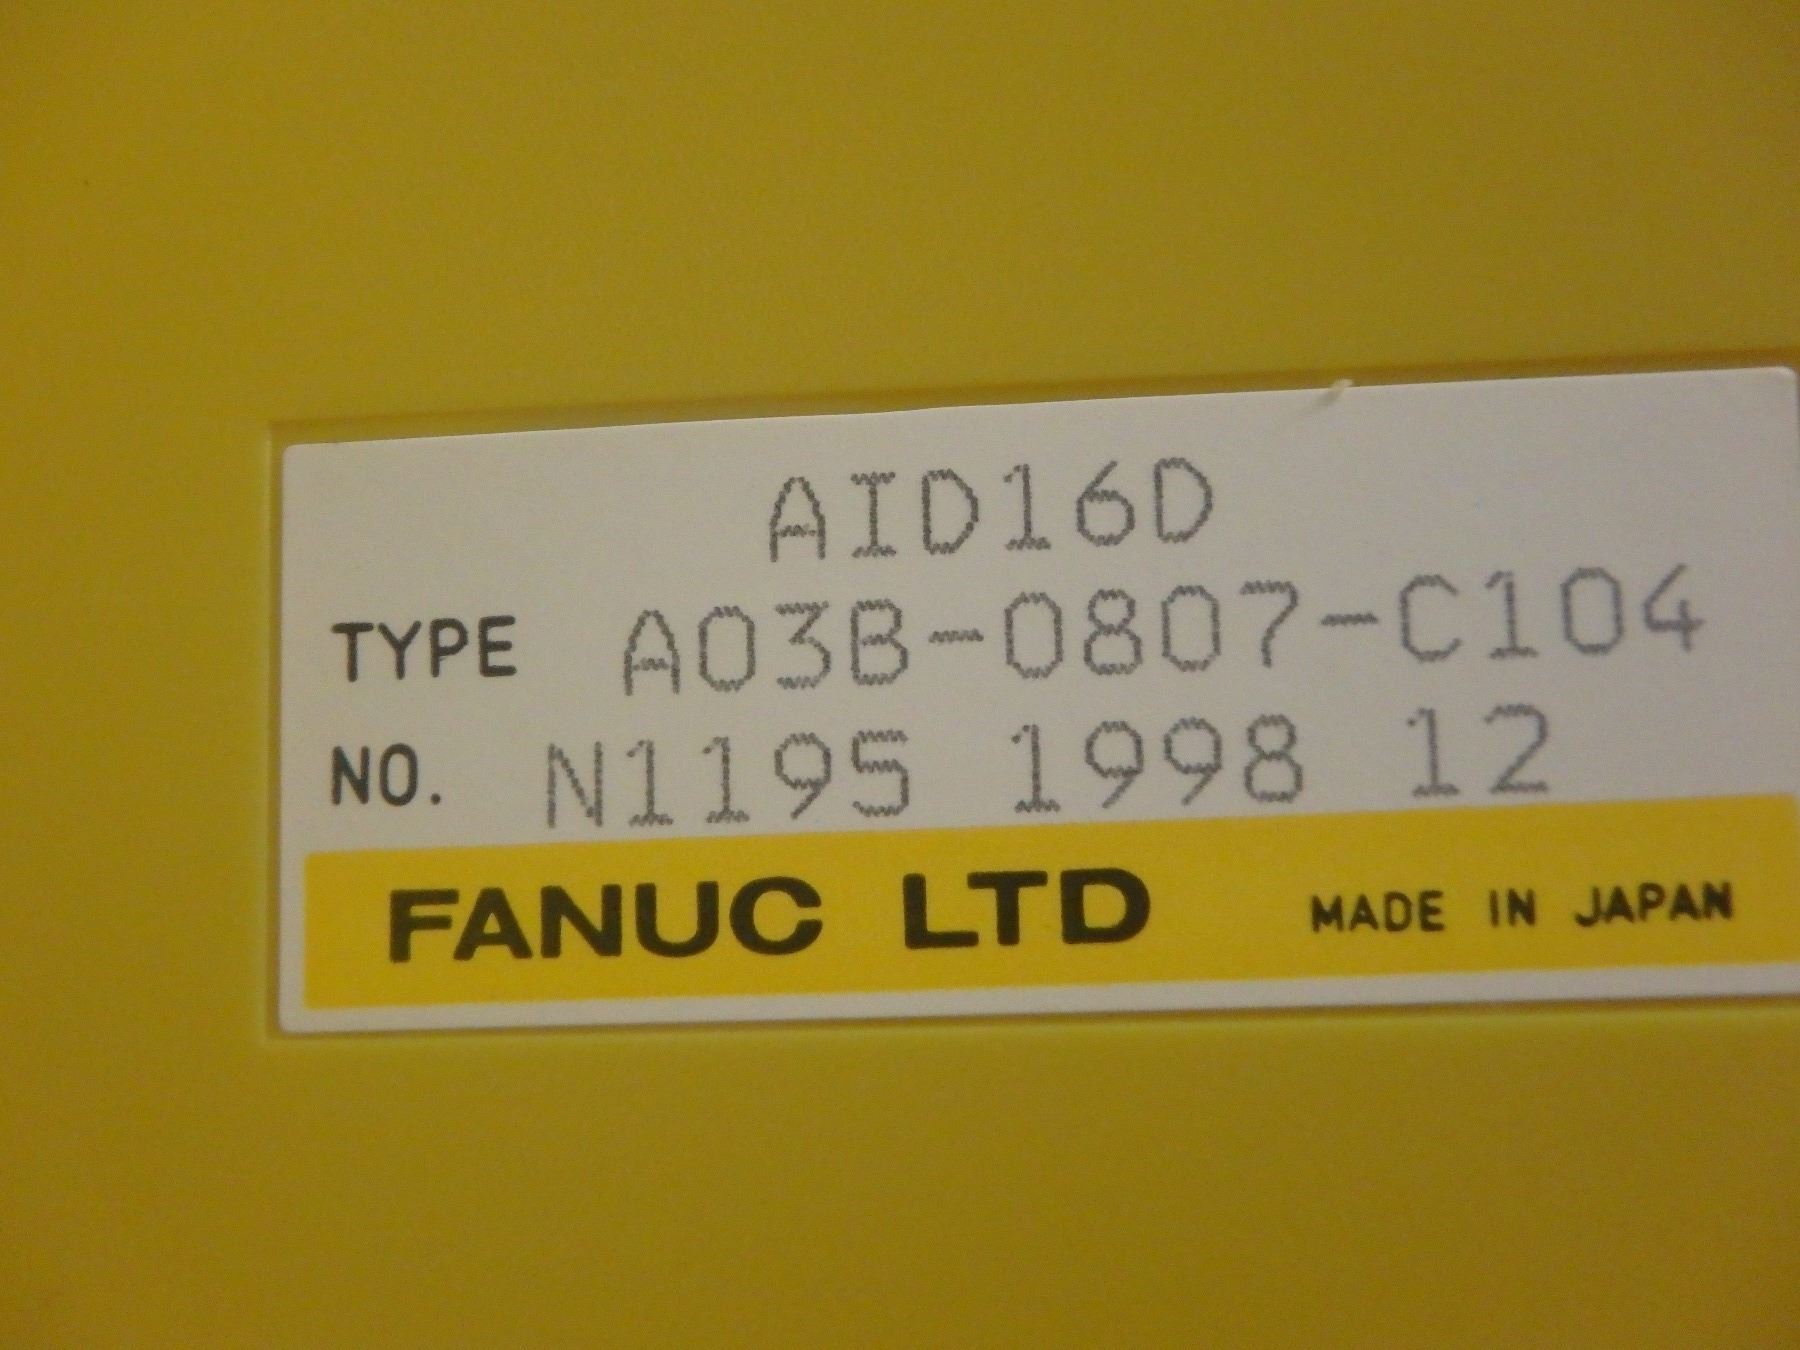 AID16D
TYPE A03B-0807-C104
NO. N1195 1998 12
FANUC LTD MADE IN JAPAN